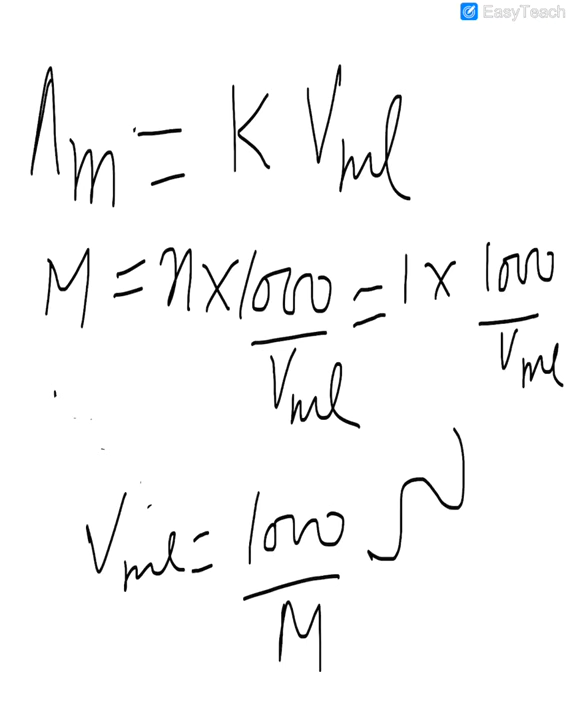 EasyTeach
Λm = K Vml
M = n × 1000/Vml = 1 × 1000/Vml
Vml = 1000/M